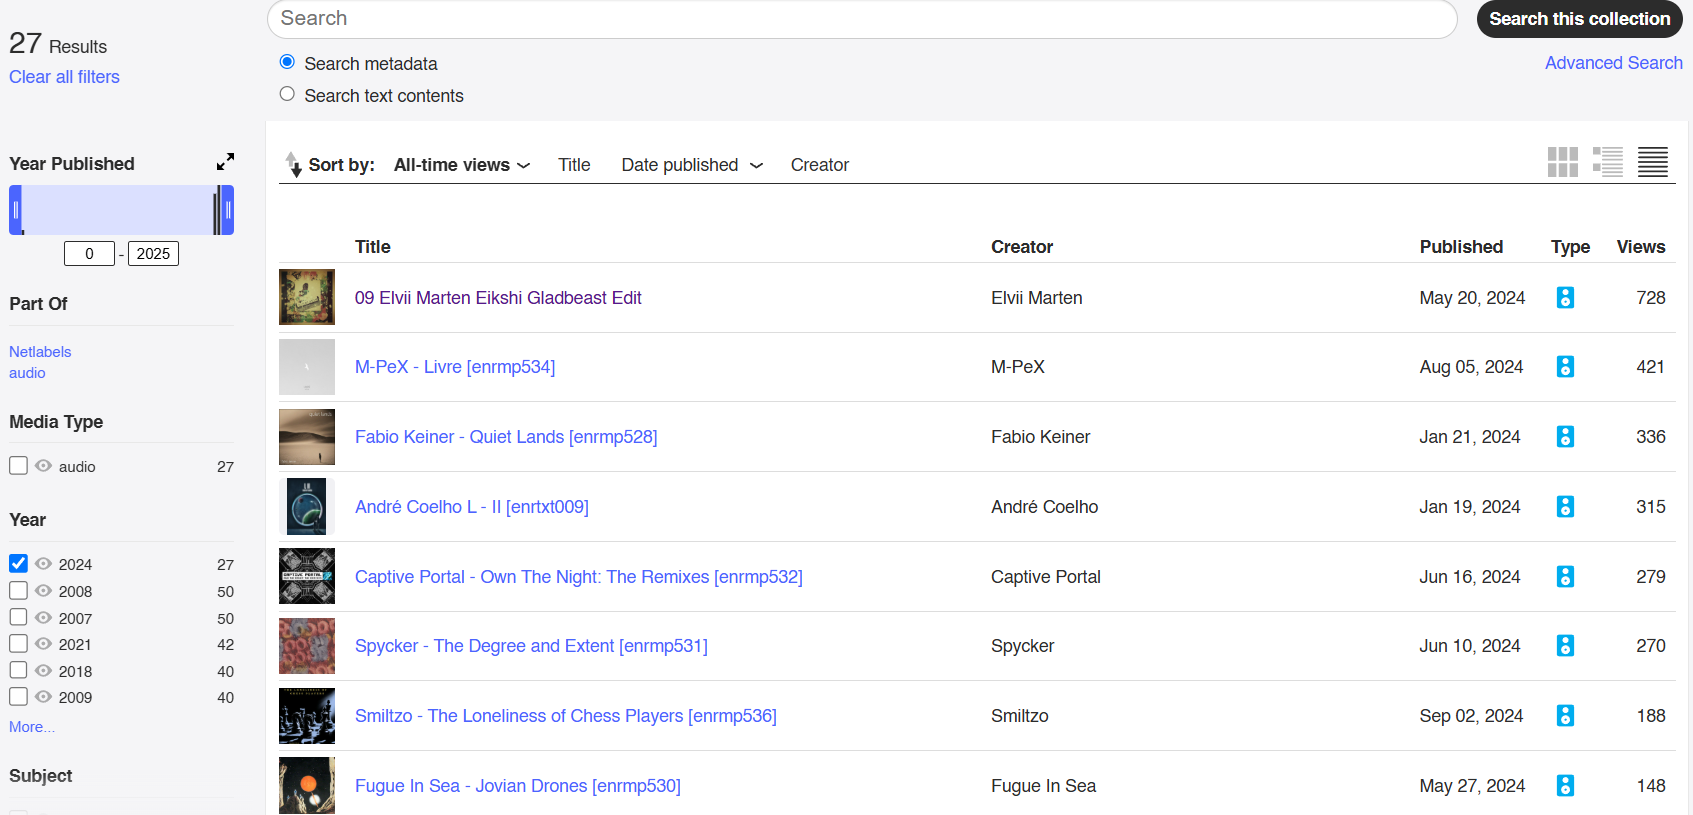 27 Results
Clear all filters
Search
Search this collection
Search metadata
Advanced Search
Search text contents
Year Published
0 - 2025
Part Of
Netlabels
audio
Media Type
audio 27
Year
2024 27
2008 50
2007 50
2021 42
2018 40
2009 40
More...
Subject
Sort by: All-time views Title Date published Creator
Title Creator Published Type Views
09 Elvii Marten Eikshi Gladbeast Edit Elvii Marten May 20, 2024 728
M-PeX - Livre [enrmp534] M-PeX Aug 05, 2024 421
Fabio Keiner - Quiet Lands [enrmp528] Fabio Keiner Jan 21, 2024 336
André Coelho L - II [enrtxt009] André Coelho Jan 19, 2024 315
Captive Portal - Own The Night: The Remixes [enrmp532] Captive Portal Jun 16, 2024 279
Spycker - The Degree and Extent [enrmp531] Spycker Jun 10, 2024 270
Smiltzo - The Loneliness of Chess Players [enrmp536] Smiltzo Sep 02, 2024 188
Fugue In Sea - Jovian Drones [enrmp530] Fugue In Sea May 27, 2024 148